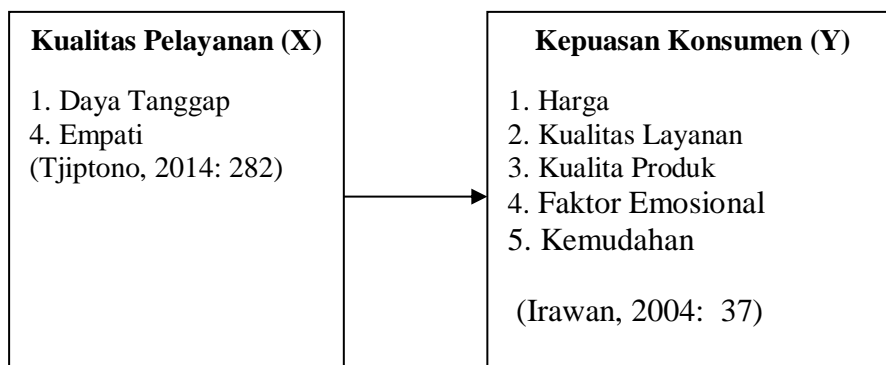 Kualitas Pelayanan (X)
1. Daya Tanggap
4. Empati
(Tjiptono, 2014: 282)
Kepuasan Konsumen (Y)
1. Harga
2. Kualitas Layanan
3. Kualita Produk
4. Faktor Emosional
5. Kemudahan
(Irawan, 2004: 37)